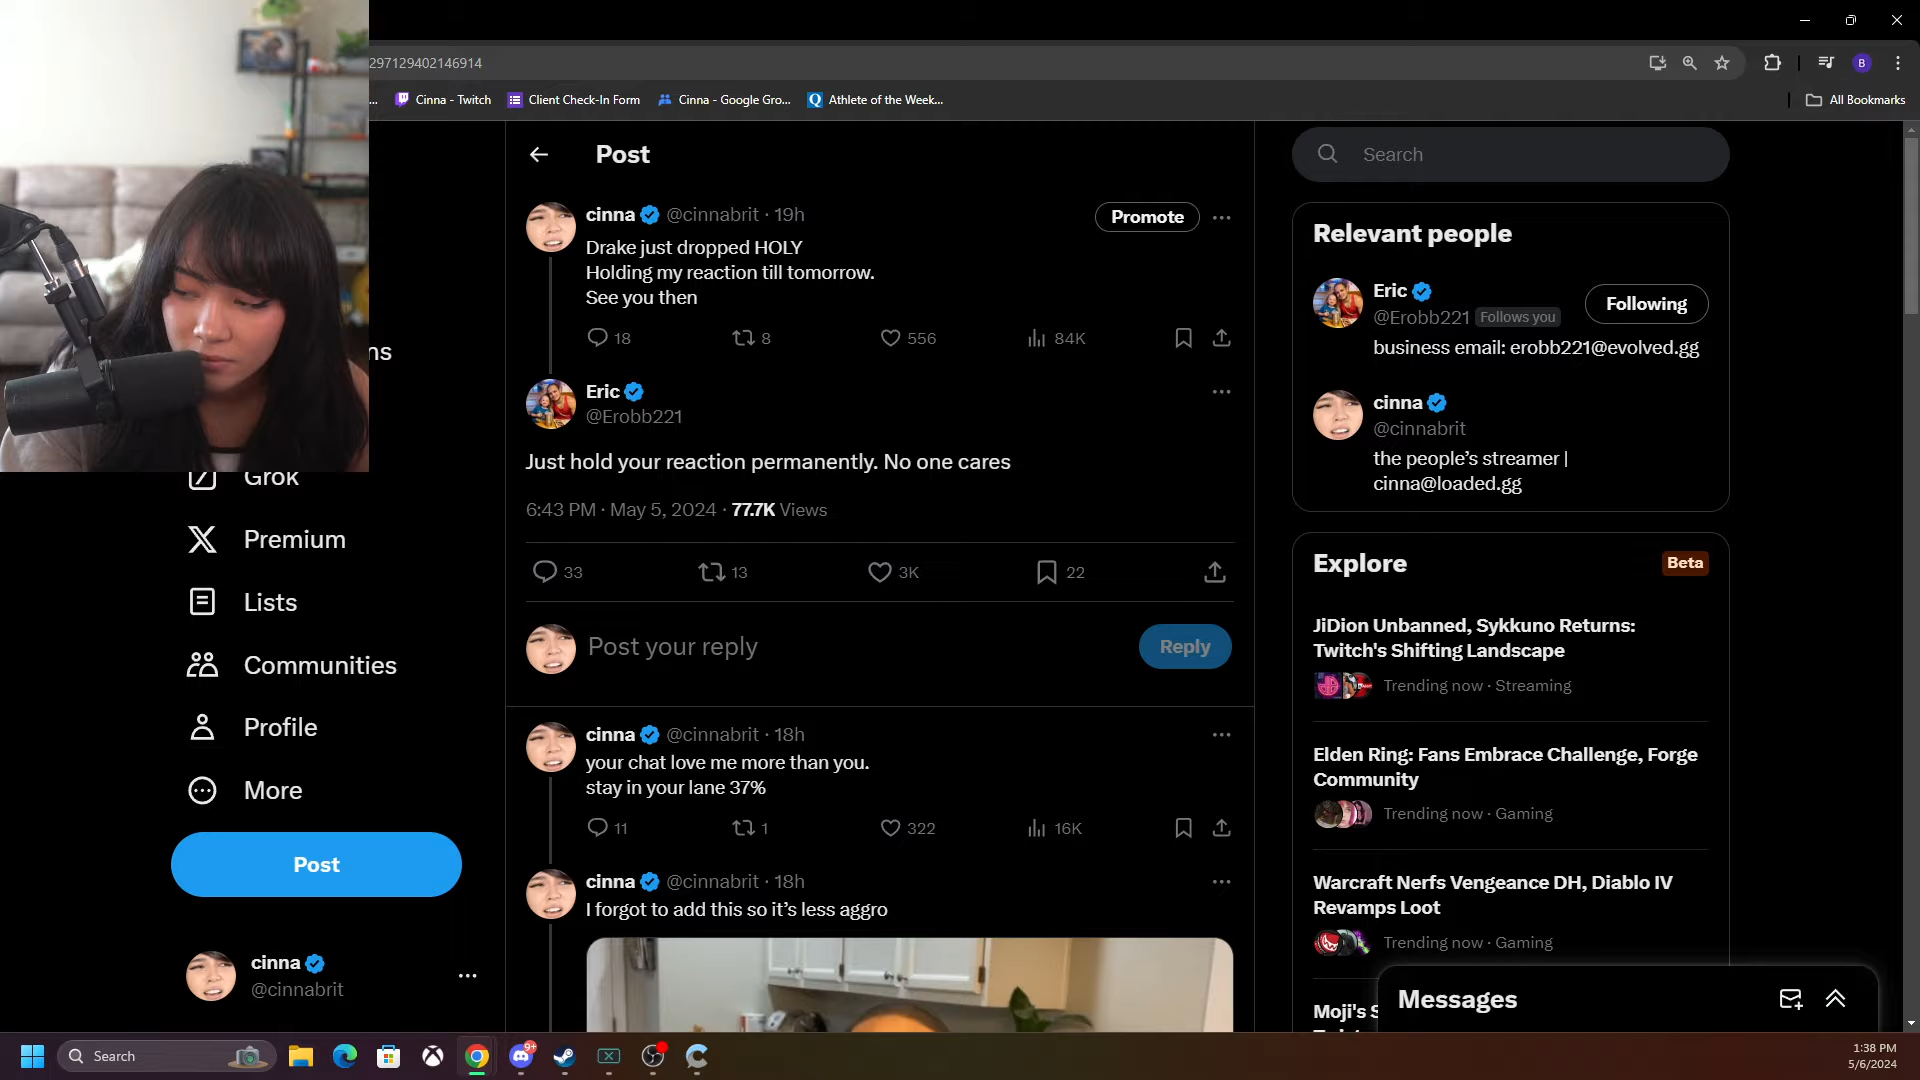 297129402146914
Cinna - Twitch
Client Check-In Form
Cinna - Google Gro...
Athlete of the Week...
All Bookmarks
B
Post
cinna @cinnabrit · 19h
Promote
Drake just dropped HOLY
Holding my reaction till tomorrow.
See you then
18
8
556
84K
Eric
@Erobb221
Just hold your reaction permanently. No one cares
6:43 PM · May 5, 2024 · 77.7K Views
33
13
3K
22
Post your reply
Reply
cinna @cinnabrit · 18h
your chat love me more than you.
stay in your lane 37%
11
1
322
16K
cinna @cinnabrit · 18h
I forgot to add this so it's less aggro
ns
Grok
Premium
Lists
Communities
Profile
More
Post
cinna
@cinnabrit
Search
Relevant people
Eric
@Erobb221 Follows you
Following
business email: erobb221@evolved.gg
cinna
@cinnabrit
the people's streamer |
cinna@loaded.gg
Explore
Beta
JiDion Unbanned, Sykkuno Returns:
Twitch's Shifting Landscape
Trending now · Streaming
Elden Ring: Fans Embrace Challenge, Forge
Community
Trending now · Gaming
Warcraft Nerfs Vengeance DH, Diablo IV
Revamps Loot
Trending now · Gaming
Moji's S
Messages
Search
9+
1:38 PM
5/6/2024